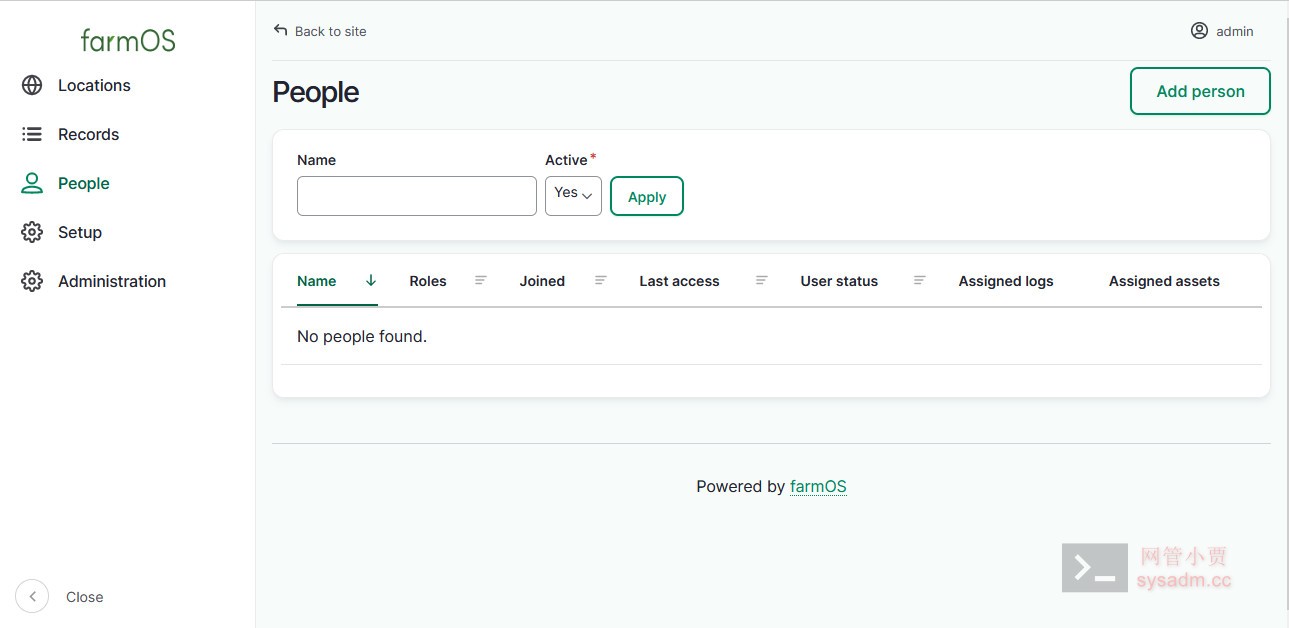 farmOS
Locations
Records
People
Setup
Administration
Close
Back to site
admin
People
Add person
Name
Active*
Yes
Apply
Name Roles Joined Last access User status Assigned logs Assigned assets
No people found.
Powered by farmOS
网管小贾
sysadm.cc